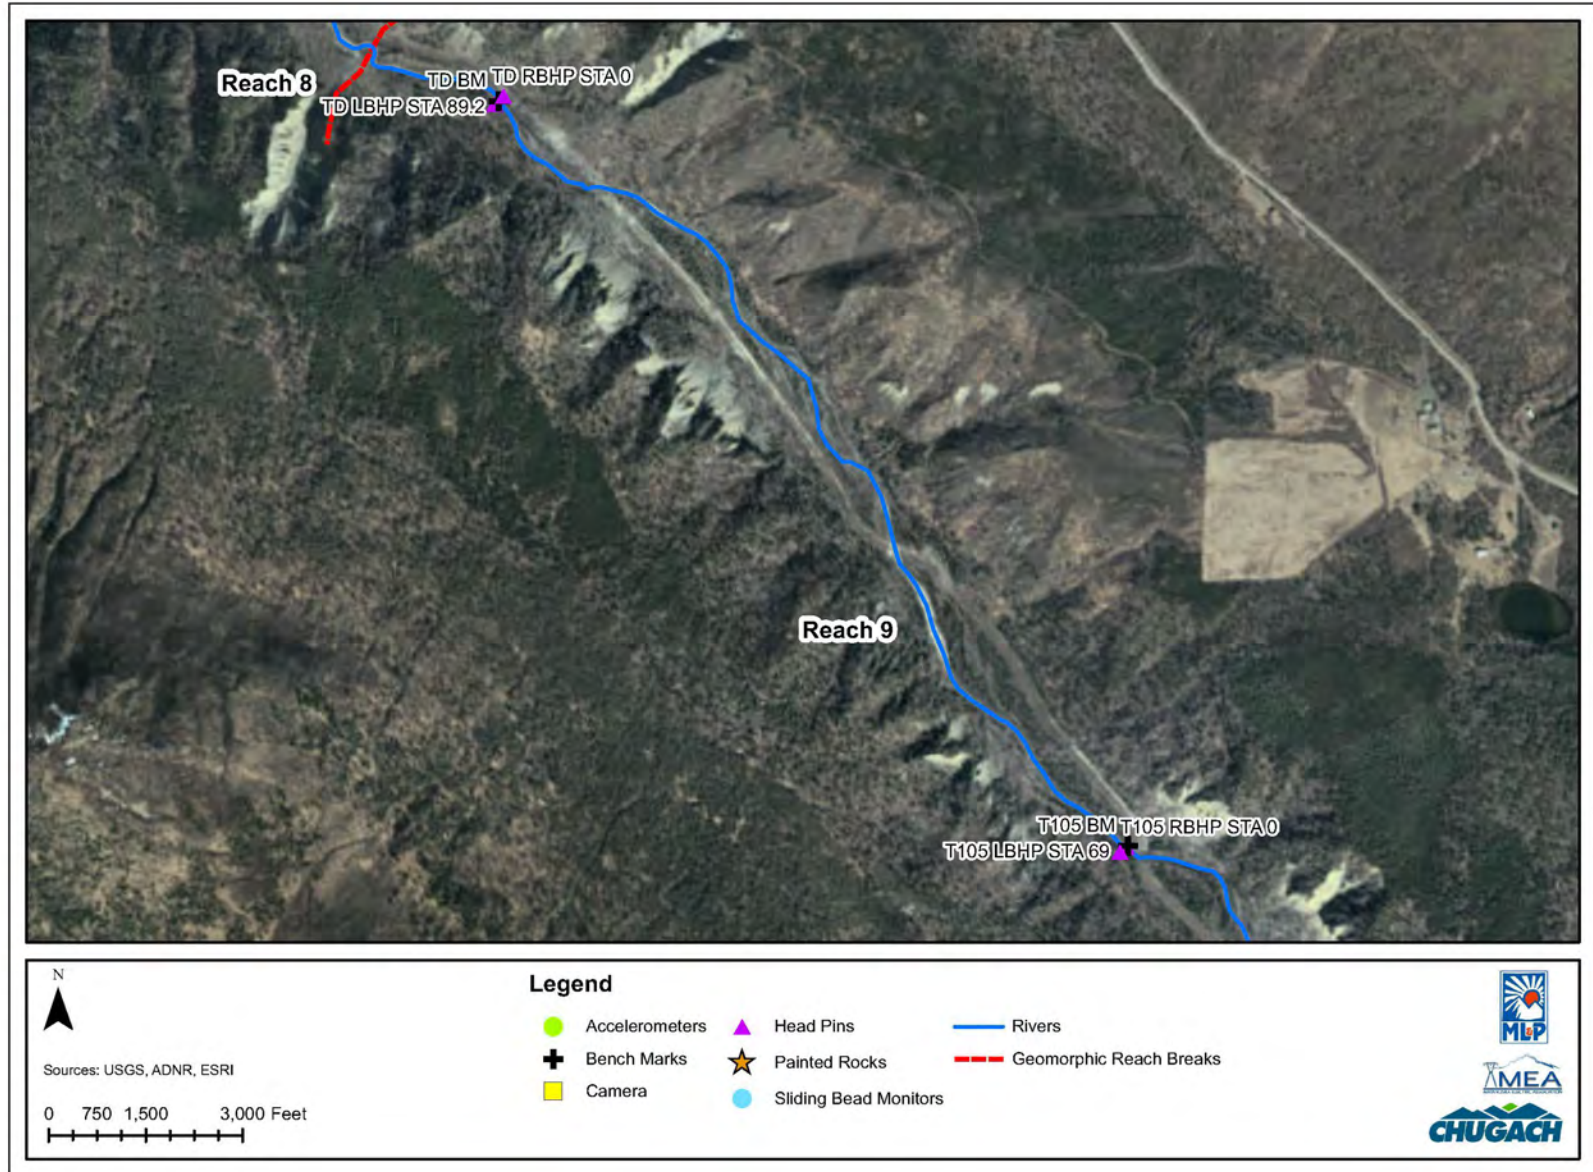 Reach 8
TD BM
TD RBHP STA 0
TD LBHP STA 89.2
Reach 9
T105 BM
T105 RBHP STA 0
T105 LBHP STA 69
N
Sources: USGS, ADNR, ESRI
0 750 1,500 3,000 Feet
Legend
Accelerometers
Bench Marks
Camera
Head Pins
Painted Rocks
Sliding Bead Monitors
Rivers
Geomorphic Reach Breaks
ML&P
MEA
CHUGACH